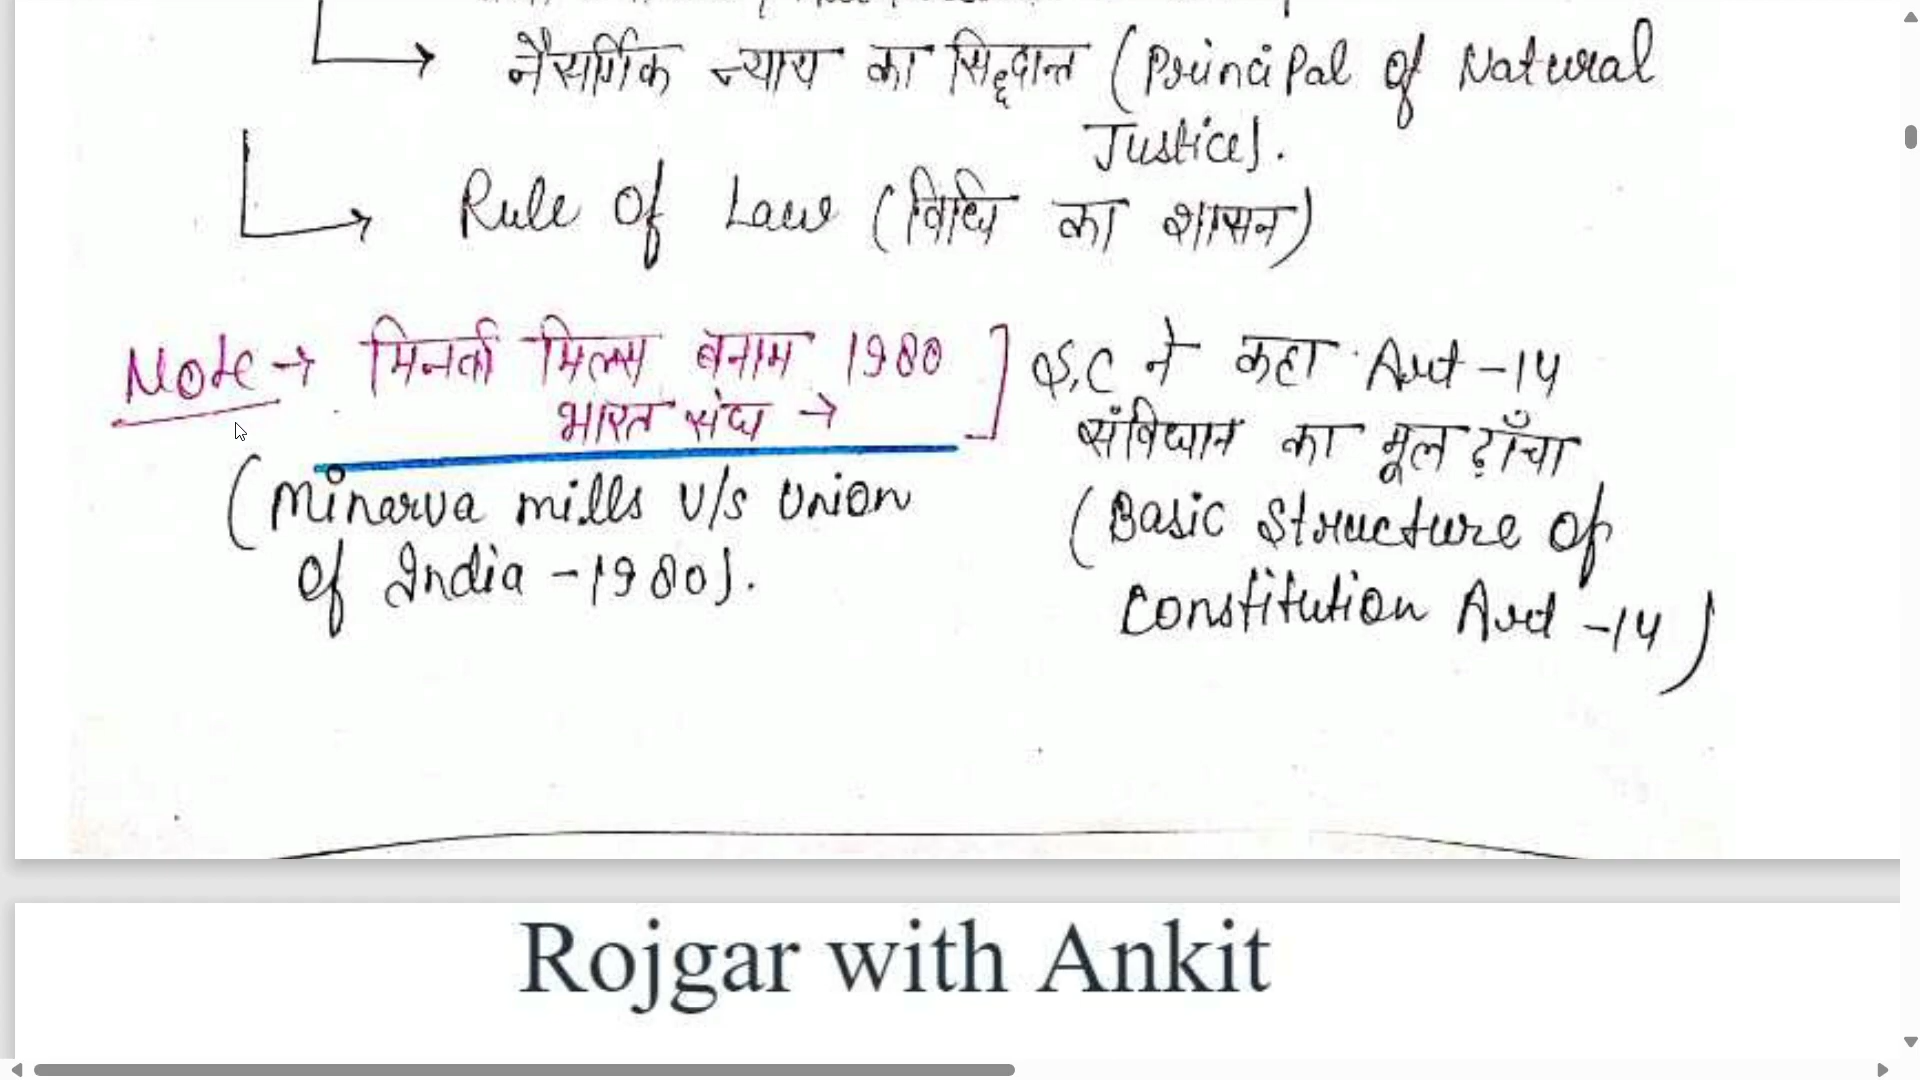 नैसर्गिक न्याय का सिद्दान्त (Principal of Natural
Justice).
Rule of Law (विधि का शासन)
Note → मिनर्वा मिल्स बनाम 1980
भारत संघ →
(Minarva mills v/s Union
of India - 1980).
S.C ने कहा Art - 14
संविधान का मूल ढ़ाँचा
(Basic Structure of
Constitution Art - 14)
Rojgar with Ankit